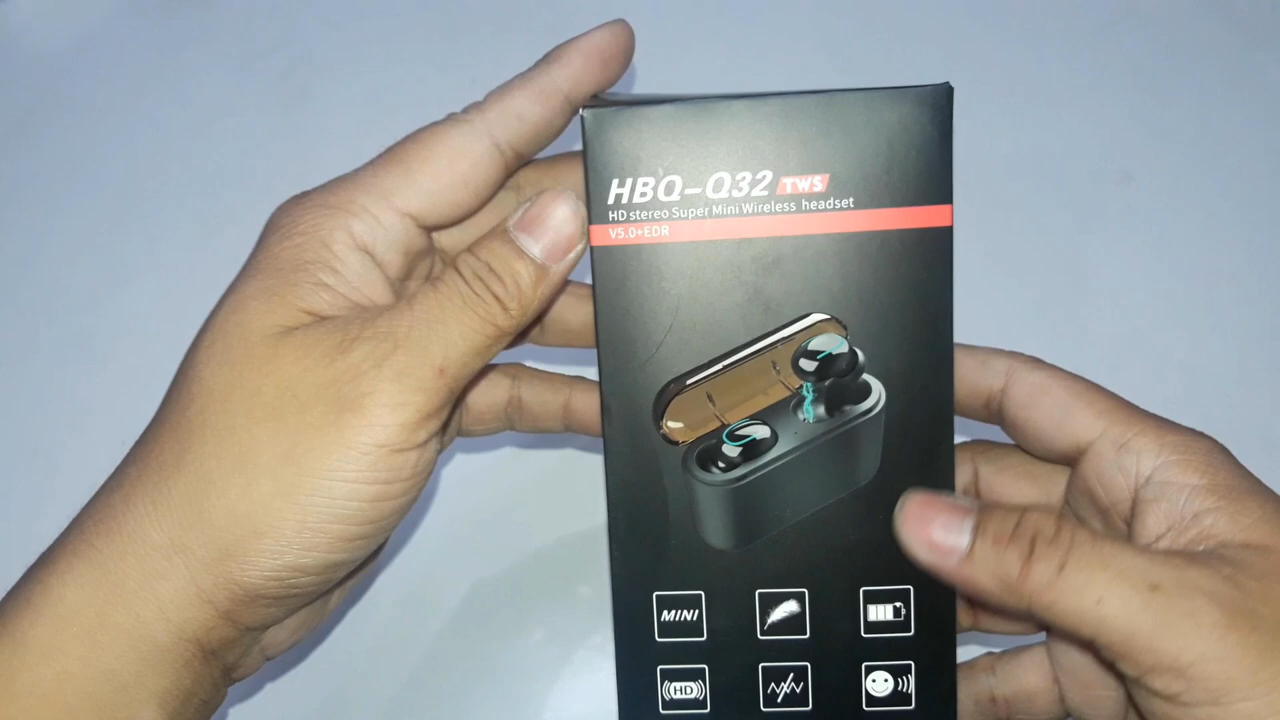 HBQ-Q32 TWS
HD stereo Super Mini Wireless headset
V5.0+EDR
MINI
HD